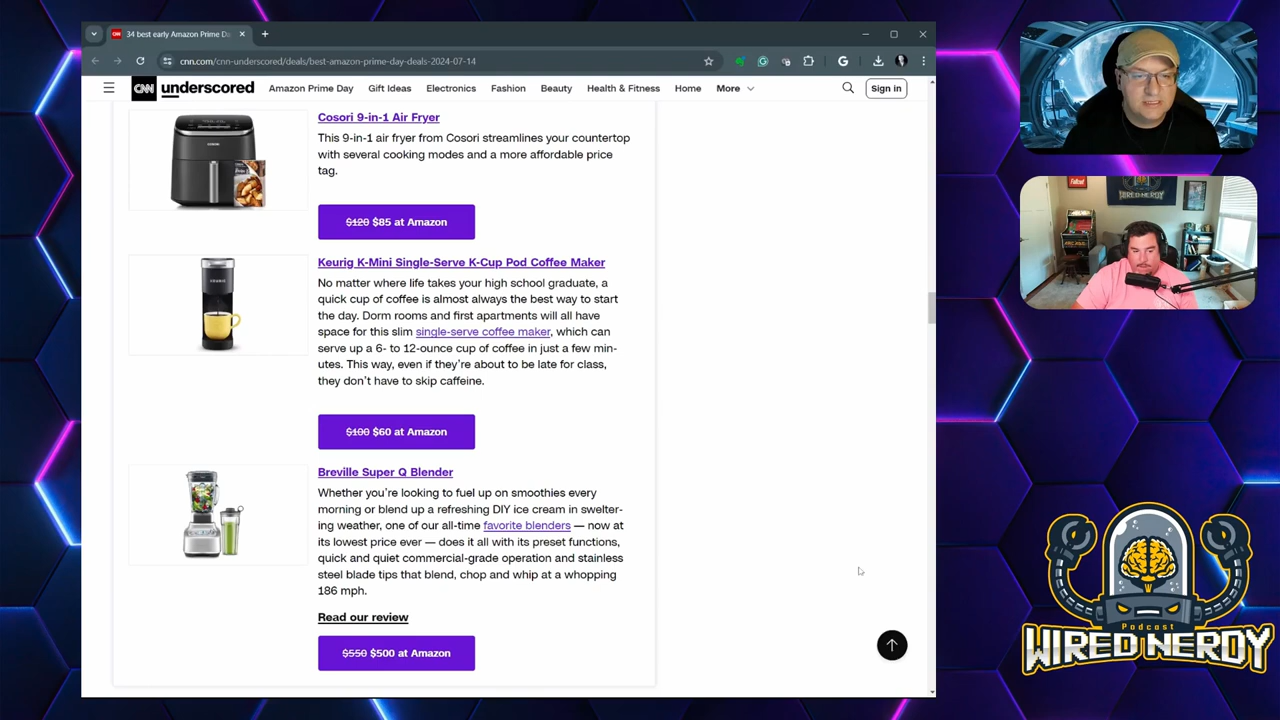 34 best early Amazon Prime Da
cnn.com/cnn-underscored/deals/best-amazon-prime-day-deals-2024-07-14
CNN underscored Amazon Prime Day Gift Ideas Electronics Fashion Beauty Health & Fitness Home More Sign in
Cosori 9-in-1 Air Fryer
This 9-in-1 air fryer from Cosori streamlines your countertop
with several cooking modes and a more affordable price
tag.
$120 $85 at Amazon
Keurig K-Mini Single-Serve K-Cup Pod Coffee Maker
No matter where life takes your high school graduate, a
quick cup of coffee is almost always the best way to start
the day. Dorm rooms and first apartments will all have
space for this slim single-serve coffee maker, which can
serve up a 6- to 12-ounce cup of coffee in just a few min-
utes. This way, even if they're about to be late for class,
they don't have to skip caffeine.
$100 $60 at Amazon
Breville Super Q Blender
Whether you're looking to fuel up on smoothies every
morning or blend up a refreshing DIY ice cream in swelter-
ing weather, one of our all-time favorite blenders — now at
its lowest price ever — does it all with its preset functions,
quick and quiet commercial-grade operation and stainless
steel blade tips that blend, chop and whip at a whopping
186 mph.
Read our review
$550 $500 at Amazon
Fallout
WIRED NERDY
Podcast
WIRED NERDY